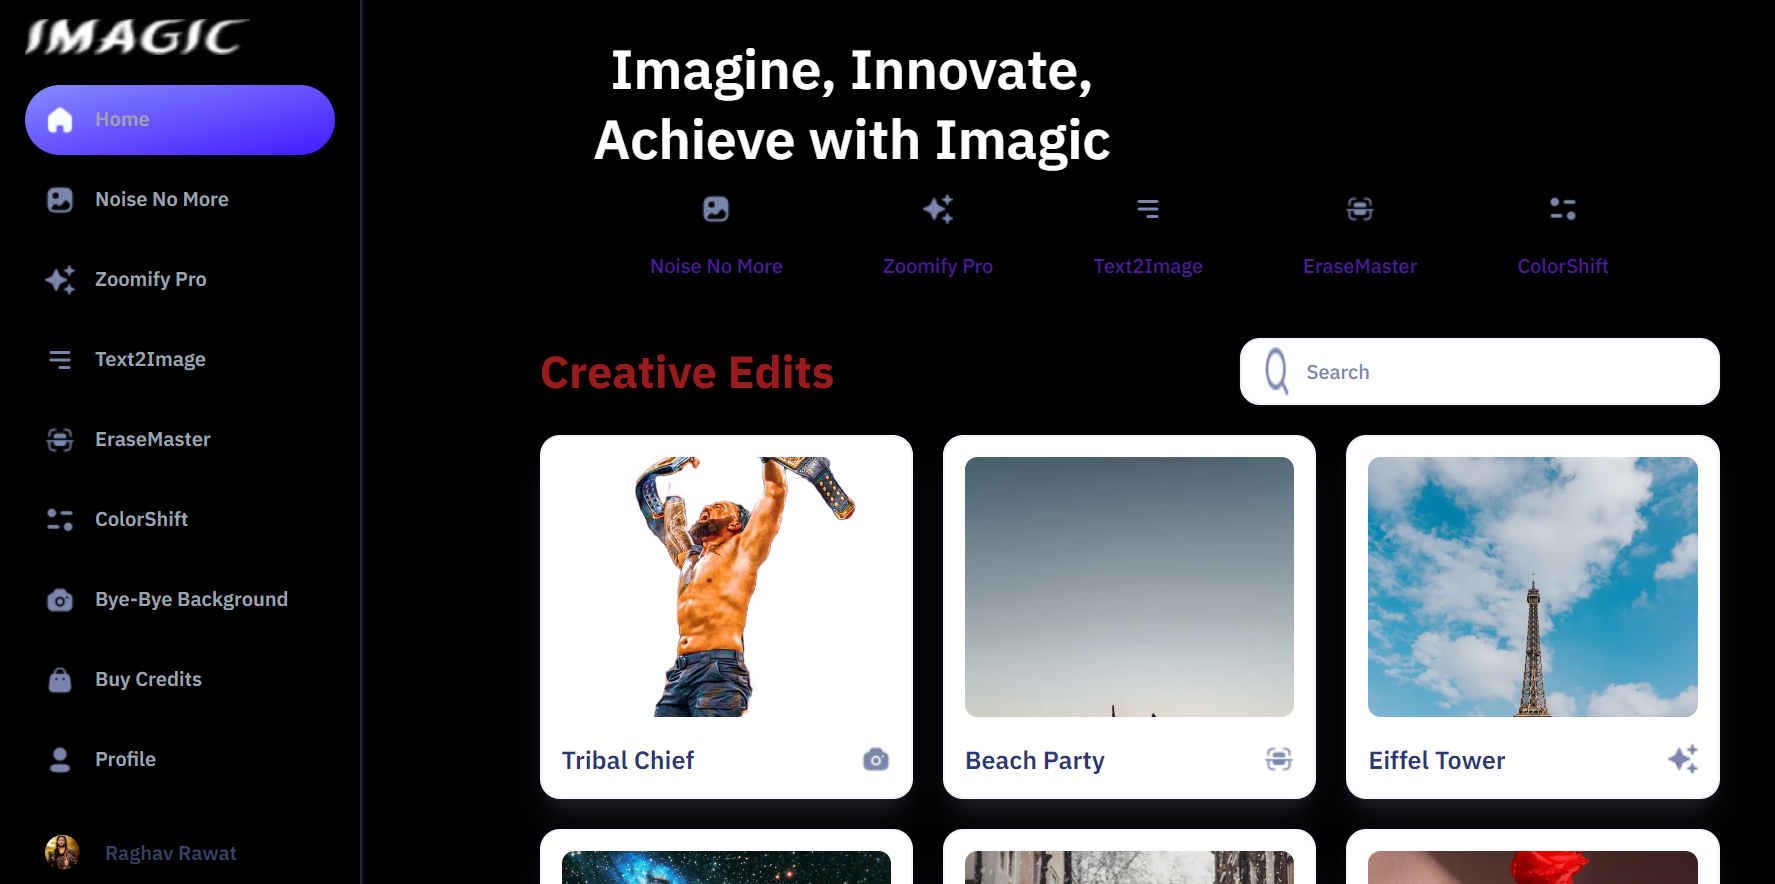 IMAGIC
Home
Noise No More
Zoomify Pro
Text2Image
EraseMaster
ColorShift
Bye-Bye Background
Buy Credits
Profile
Raghav Rawat
Imagine, Innovate,
Achieve with Imagic
Noise No More
Zoomify Pro
Text2Image
EraseMaster
ColorShift
Creative Edits
Search
Tribal Chief
Beach Party
Eiffel Tower